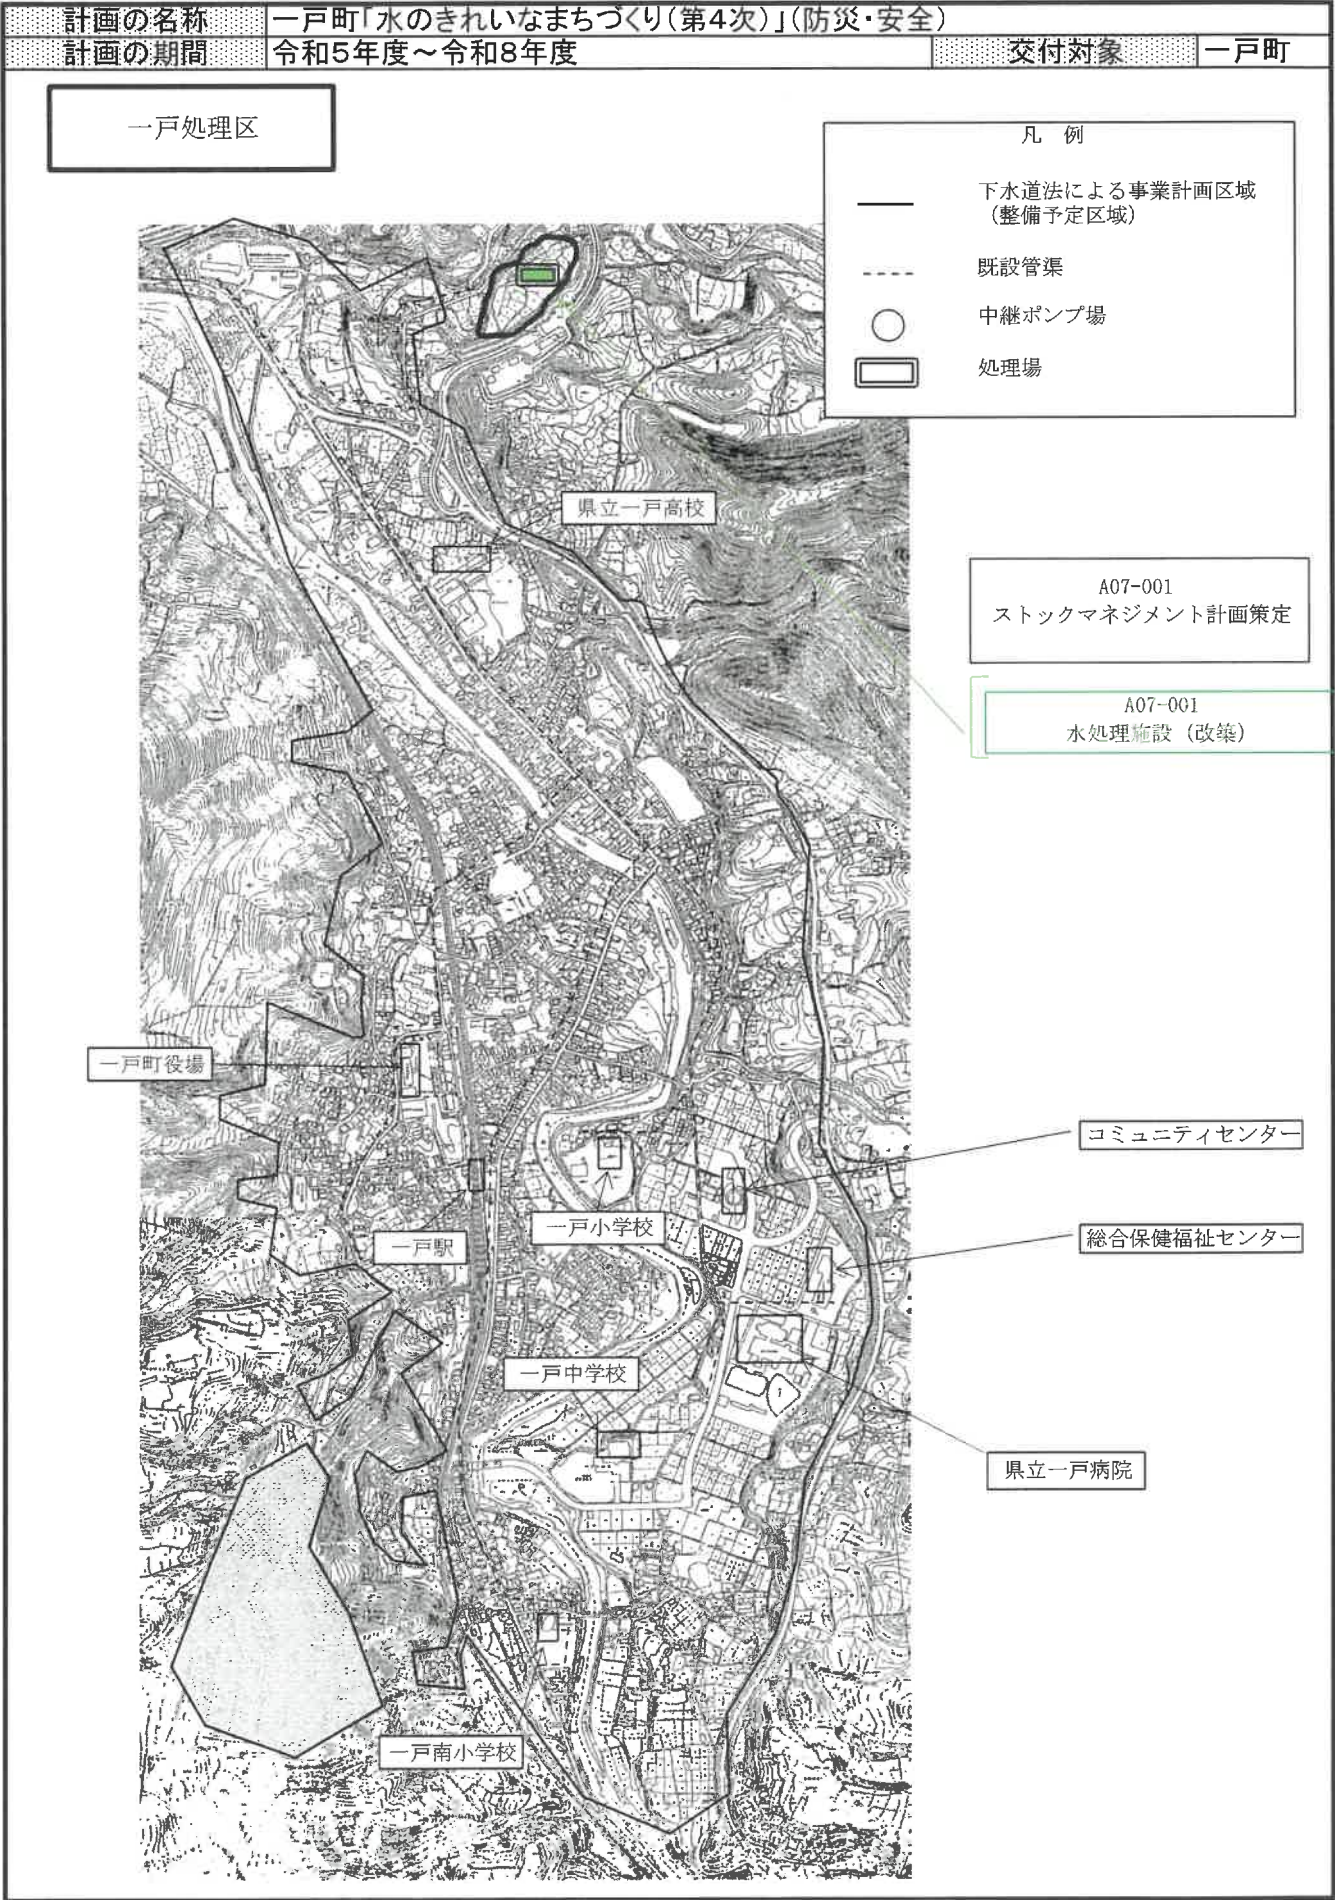 計画の名称
一戸町「水のきれいなまちづくり(第4次)」(防災・安全)
計画の期間
令和5年度～令和8年度
交付対象
一戸町
一戸処理区
凡 例
下水道法による事業計画区域
(整備予定区域)
既設管渠
中継ポンプ場
処理場
県立一戸高校
A07-001
ストックマネジメント計画策定
A07-001
水処理施設 (改築)
一戸町役場
コミュニティセンター
一戸小学校
一戸駅
総合保健福祉センター
一戸中学校
県立一戸病院
一戸南小学校